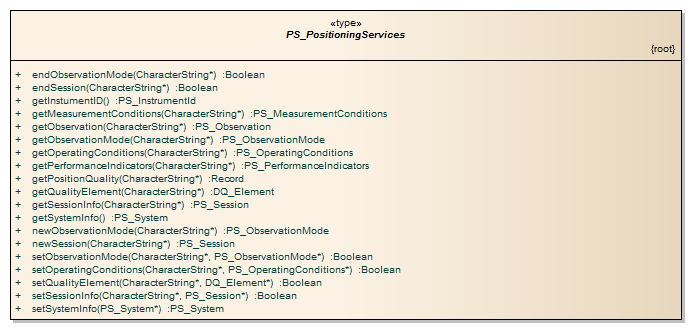 «type»
PS_PositioningServices
{root}
+ endObservationMode(CharacterString*) :Boolean
+ endSession(CharacterString*) :Boolean
+ getInstumentID() :PS_InstrumentId
+ getMeasurementConditions(CharacterString*) :PS_MeasurementConditions
+ getObservation(CharacterString*) :PS_Observation
+ getObservationMode(CharacterString*) :PS_ObservationMode
+ getOperatingConditions(CharacterString*) :PS_OperatingConditions
+ getPerformanceIndicators(CharacterString*) :PS_PerformanceIndicators
+ getPositionQuality(CharacterString*) :Record
+ getQualityElement(CharacterString*) :DQ_Element
+ getSessionInfo(CharacterString*) :PS_Session
+ getSystemInfo() :PS_System
+ newObservationMode(CharacterString*) :PS_ObservationMode
+ newSession(CharacterString*) :PS_Session
+ setObservationMode(CharacterString*, PS_ObservationMode*) :Boolean
+ setOperatingConditions(CharacterString*, PS_OperatingConditions*) :Boolean
+ setQualityElement(CharacterString*, DQ_Element*) :Boolean
+ setSessionInfo(CharacterString*, PS_Session*) :Boolean
+ setSystemInfo(PS_System*) :PS_System